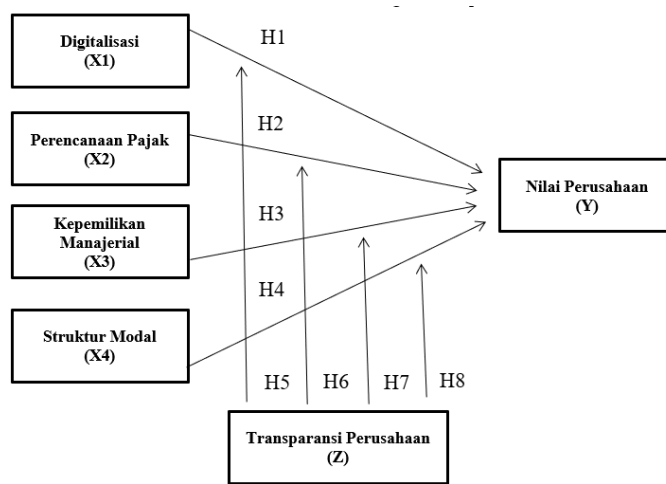 Digitalisasi
(X1)
H1
Perencanaan Pajak
(X2)
H2
Kepemilikan
Manajerial
(X3)
H3
Struktur Modal
(X4)
H4
Nilai Perusahaan
(Y)
H5
H6
H7
H8
Transparansi Perusahaan
(Z)